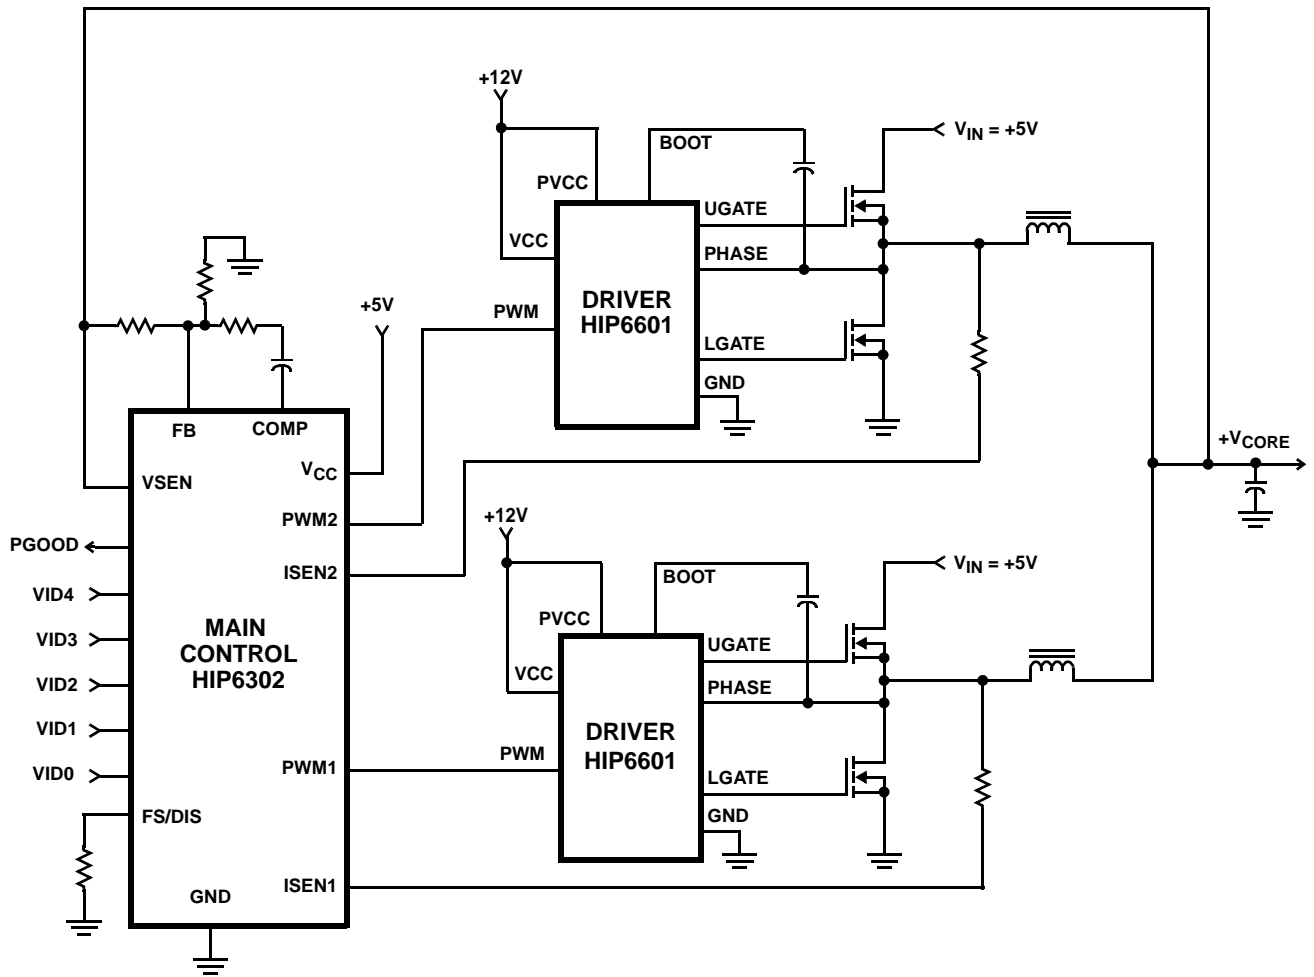 +12V
VIN = +5V
BOOT
PVCC
UGATE
VCC
PHASE
+5V
PWM
DRIVER
HIP6601
LGATE
GND
FB
COMP
+VCORE
VCC
VSEN
PWM2
+12V
PGOOD
ISEN2
VIN = +5V
BOOT
VID4
PVCC
MAIN
CONTROL
HIP6302
VID3
UGATE
VCC
VID2
PHASE
VID1
DRIVER
HIP6601
PWM
PWM1
VID0
LGATE
FS/DIS
GND
ISEN1
GND